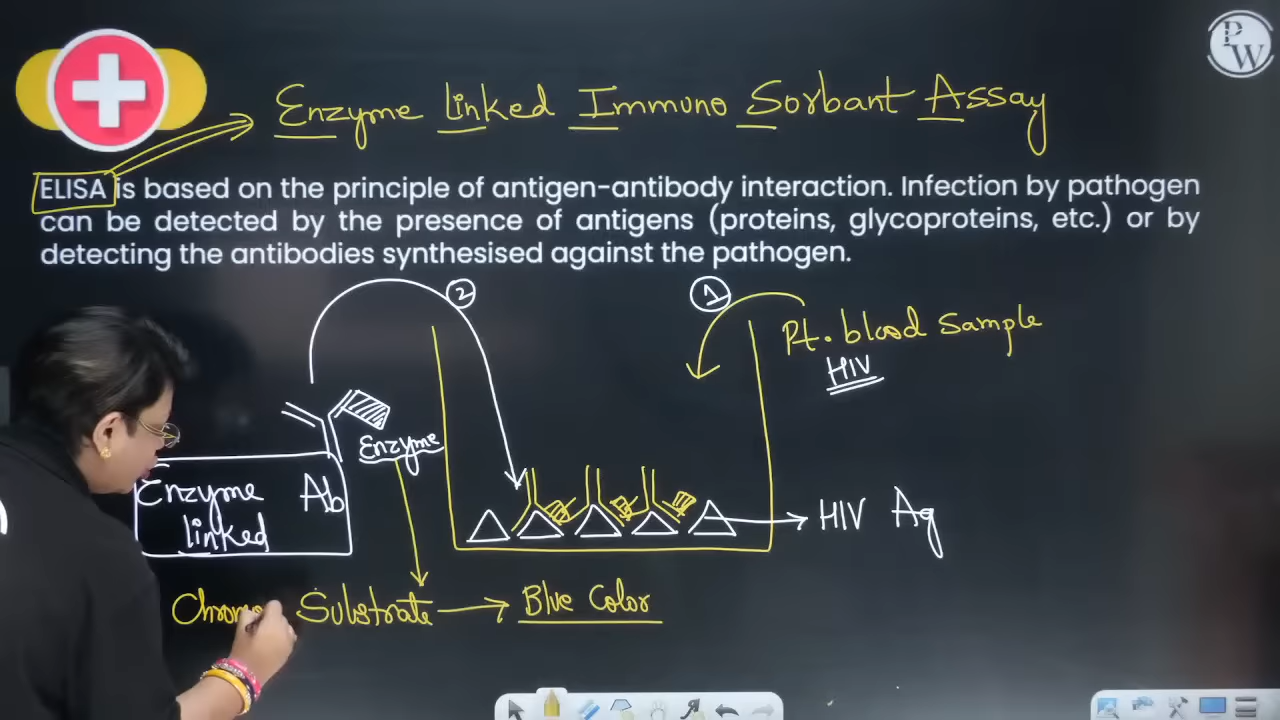 PW
Enzyme Linked Immuno Sorbant Assay
ELISA is based on the principle of antigen-antibody interaction. Infection by pathogen
can be detected by the presence of antigens (proteins, glycoproteins, etc.) or by
detecting the antibodies synthesised against the pathogen.
2
1
Pt. blood sample
HIV
Enzyme
Enzyme Ab
linked
HIV Ag
Chromo Substrate → Blue Color